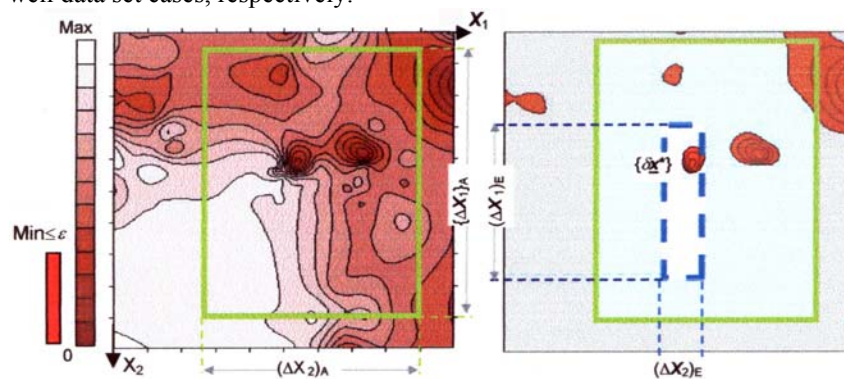 well data set cases, respectively.
Max
X₁
Min≤ε
0
X₂
(ΔX₂)A
{ΔX₁}A
(ΔX₁)E
{δx*}
(ΔX₂)E